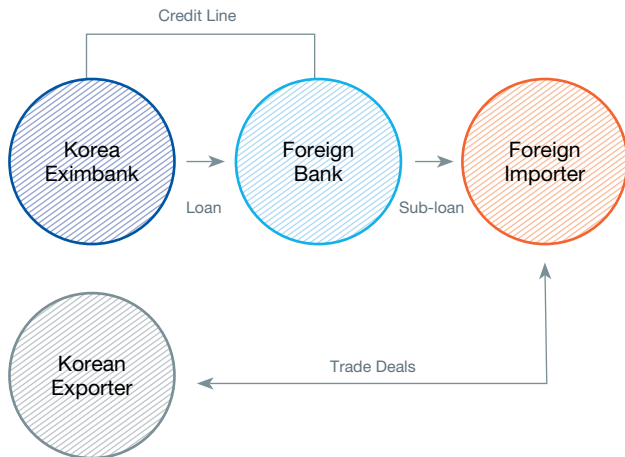 Credit Line
Korea
Eximbank
Foreign
Bank
Foreign
Importer
Loan
Sub-loan
Korean
Exporter
Trade Deals